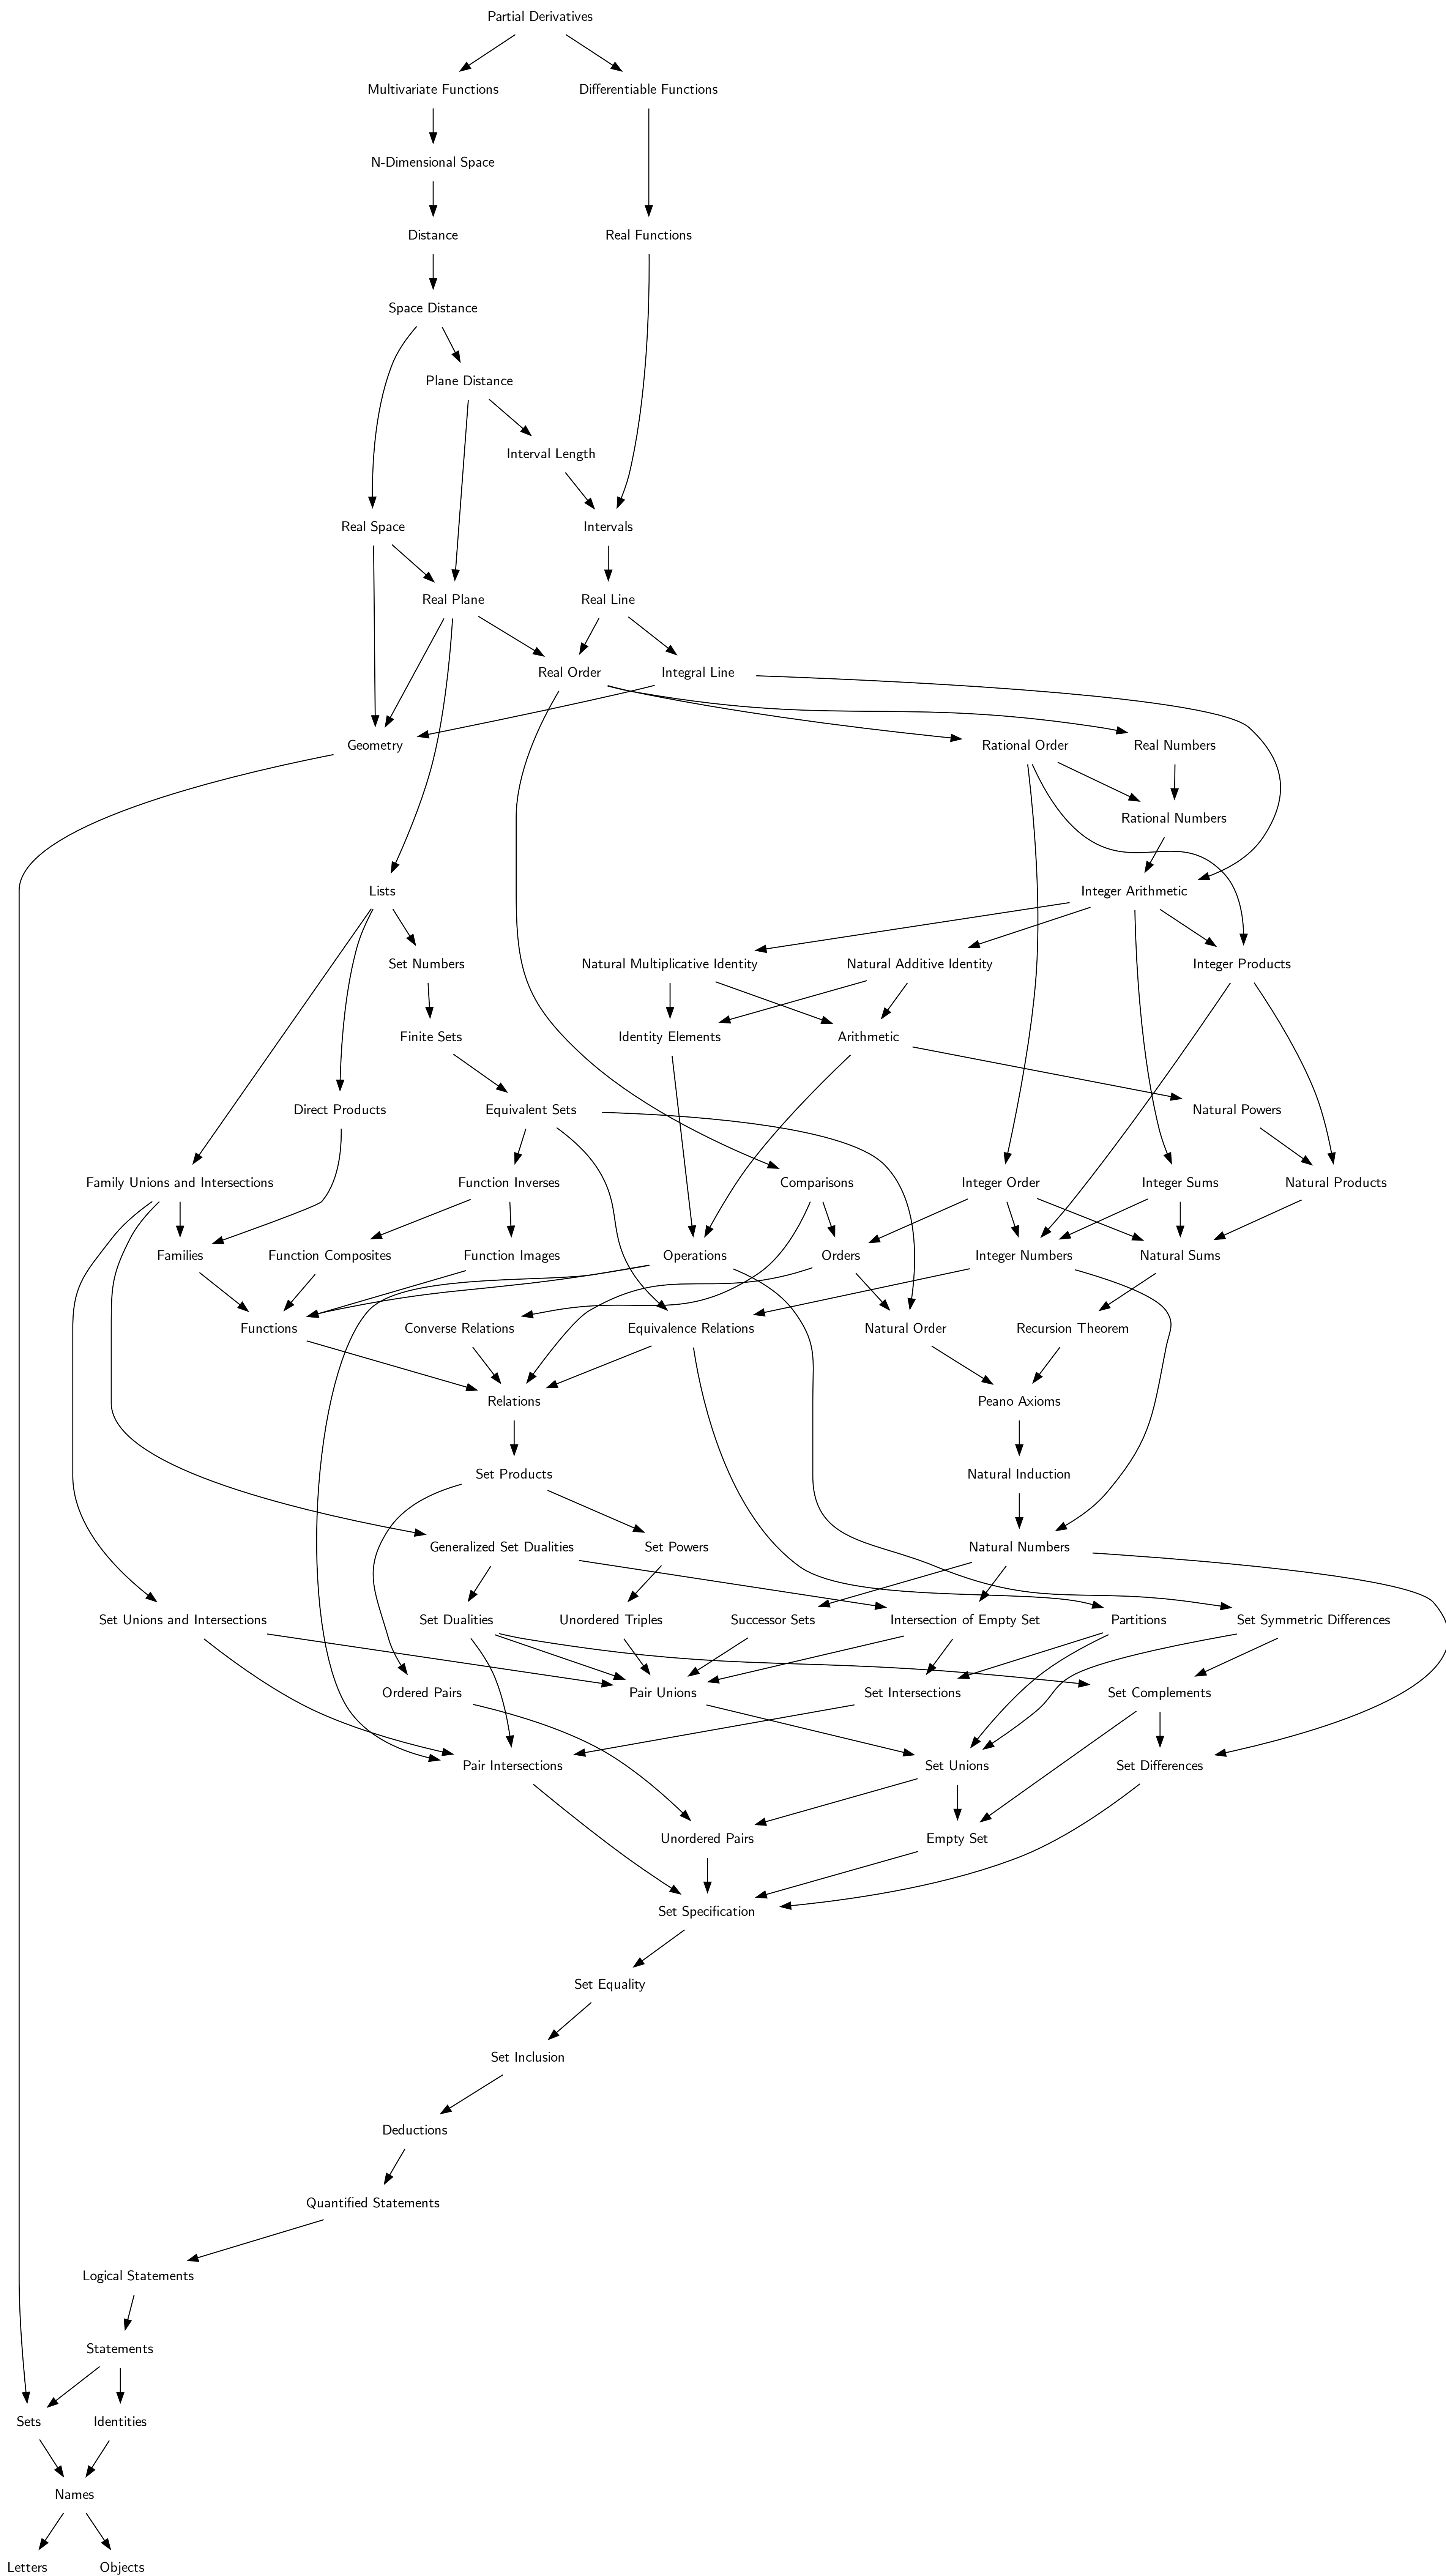 Partial Derivatives
Multivariate Functions
Differentiable Functions
N-Dimensional Space
Distance
Real Functions
Space Distance
Plane Distance
Interval Length
Real Space
Intervals
Real Plane
Real Line
Real Order
Integral Line
Geometry
Rational Order
Real Numbers
Rational Numbers
Lists
Integer Arithmetic
Set Numbers
Natural Multiplicative Identity
Natural Additive Identity
Integer Products
Finite Sets
Identity Elements
Arithmetic
Direct Products
Equivalent Sets
Natural Powers
Family Unions and Intersections
Function Inverses
Comparisons
Integer Order
Integer Sums
Natural Products
Families
Function Composites
Function Images
Operations
Orders
Integer Numbers
Natural Sums
Functions
Converse Relations
Equivalence Relations
Natural Order
Recursion Theorem
Relations
Peano Axioms
Set Products
Natural Induction
Generalized Set Dualities
Set Powers
Natural Numbers
Set Unions and Intersections
Set Dualities
Unordered Triples
Successor Sets
Intersection of Empty Set
Partitions
Set Symmetric Differences
Ordered Pairs
Pair Unions
Set Intersections
Set Complements
Pair Intersections
Set Unions
Set Differences
Unordered Pairs
Empty Set
Set Specification
Set Equality
Set Inclusion
Deductions
Quantified Statements
Logical Statements
Statements
Sets
Identities
Names
Letters
Objects